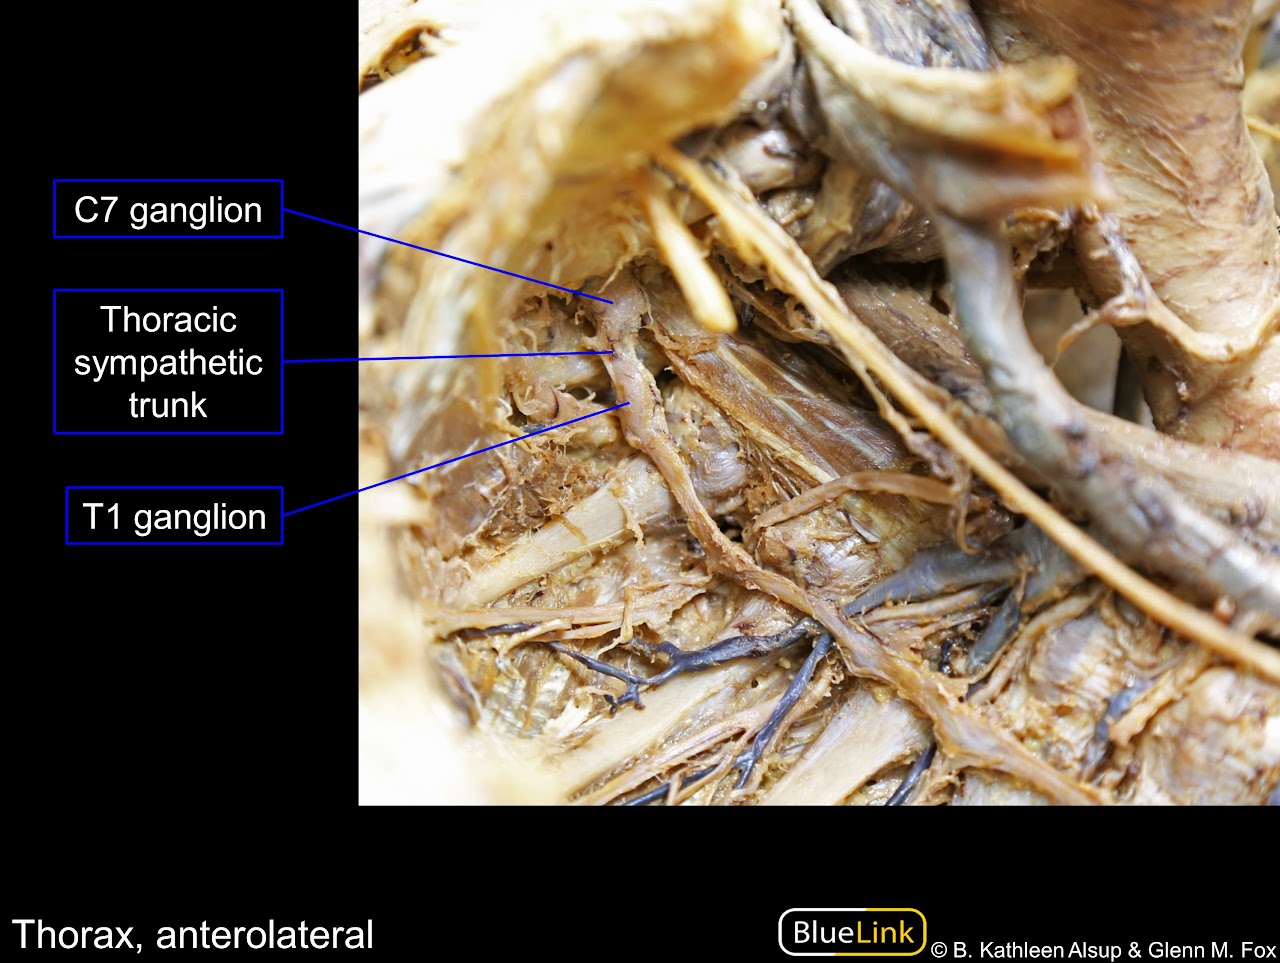 C7 ganglion
Thoracic
sympathetic
trunk
T1 ganglion
Thorax, anterolateral
BlueLink
© B. Kathleen Alsup & Glenn M. Fox